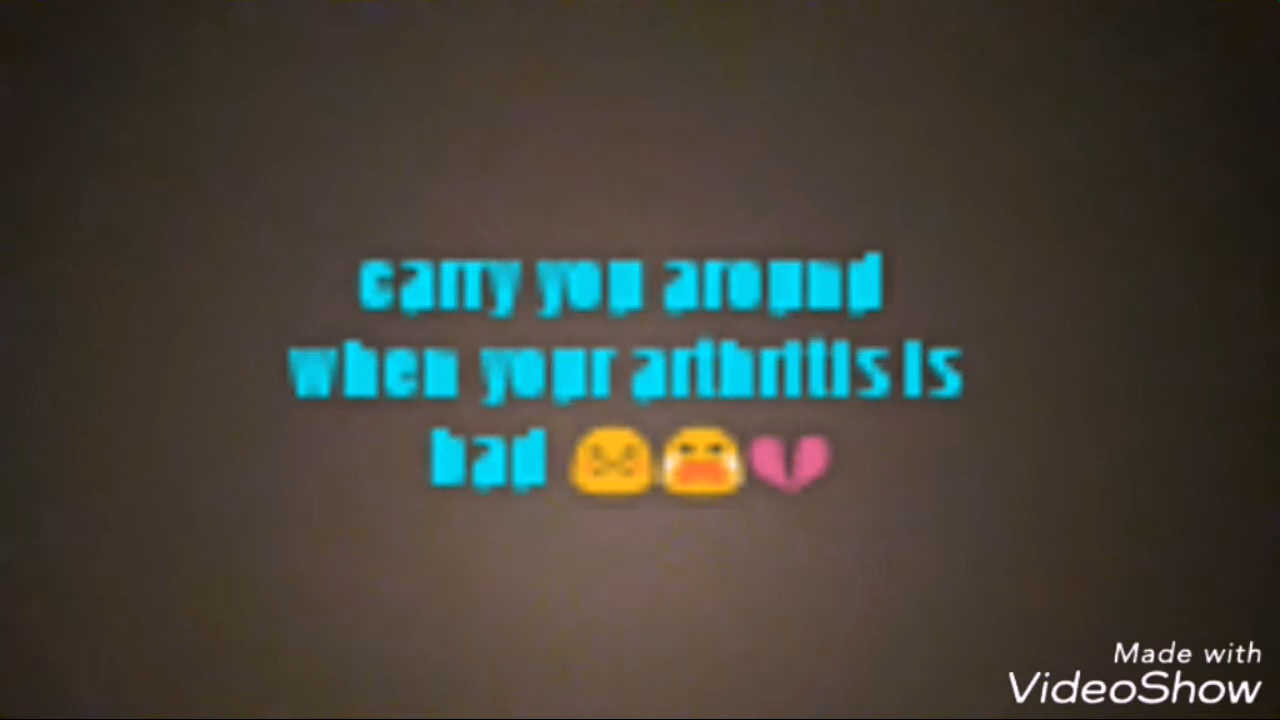 carry you around
when your arthritis is
bad 😣😭💔
Made with
VideoShow